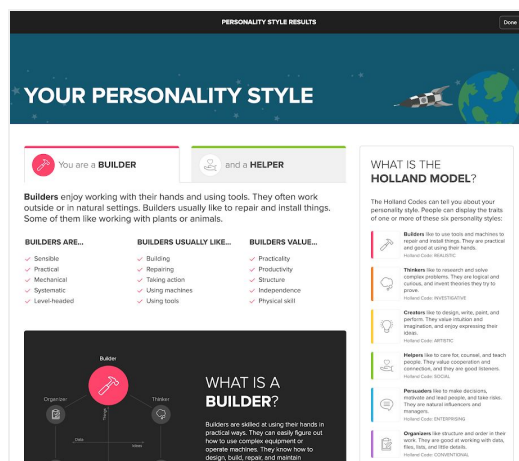 PERSONALITY STYLE RESULTS
Done
YOUR PERSONALITY STYLE
You are a BUILDER
and a HELPER
Builders enjoy working with their hands and using tools. They often work
outside or in natural settings. Builders usually like to repair and install things.
Some of them like working with plants or animals.
BUILDERS ARE...
Sensible
Practical
Mechanical
Systematic
Level-headed
BUILDERS USUALLY LIKE...
Building
Repairing
Taking action
Using machines
Using tools
BUILDERS VALUE...
Practicality
Productivity
Structure
Independence
Physical skill
Builder
Organizer
Thinker
Things
Data
Ideas
WHAT IS A
BUILDER?
Builders are skilled at using their hands in
practical ways. They can easily figure out
how to use complex equipment or
operate machines. They know how to
design, build, repair, and maintain
WHAT IS THE
HOLLAND MODEL?
The Holland Codes can tell you about your
personality style. People can display the traits
of one or more of these six personality styles:
Builders like to use tools and machines to
repair and install things. They are practical
and good at using their hands.
Holland Code: REALISTIC
Thinkers like to research and solve
complex problems. They are logical and
curious, and invent theories they try to
prove.
Holland Code: INVESTIGATIVE
Creators like to design, write, paint, and
perform. They value intuition and
imagination, and enjoy expressing their
ideas.
Holland Code: ARTISTIC
Helpers like to care for, counsel, and teach
people. They value cooperation and
connection, and they are good listeners.
Holland Code: SOCIAL
Persuaders like to make decisions,
motivate and lead people, and take risks.
They are natural influencers and
managers.
Holland Code: ENTERPRISING
Organizers like structure and order in their
work. They are good at working with data,
files, lists, and little details.
Holland Code: CONVENTIONAL